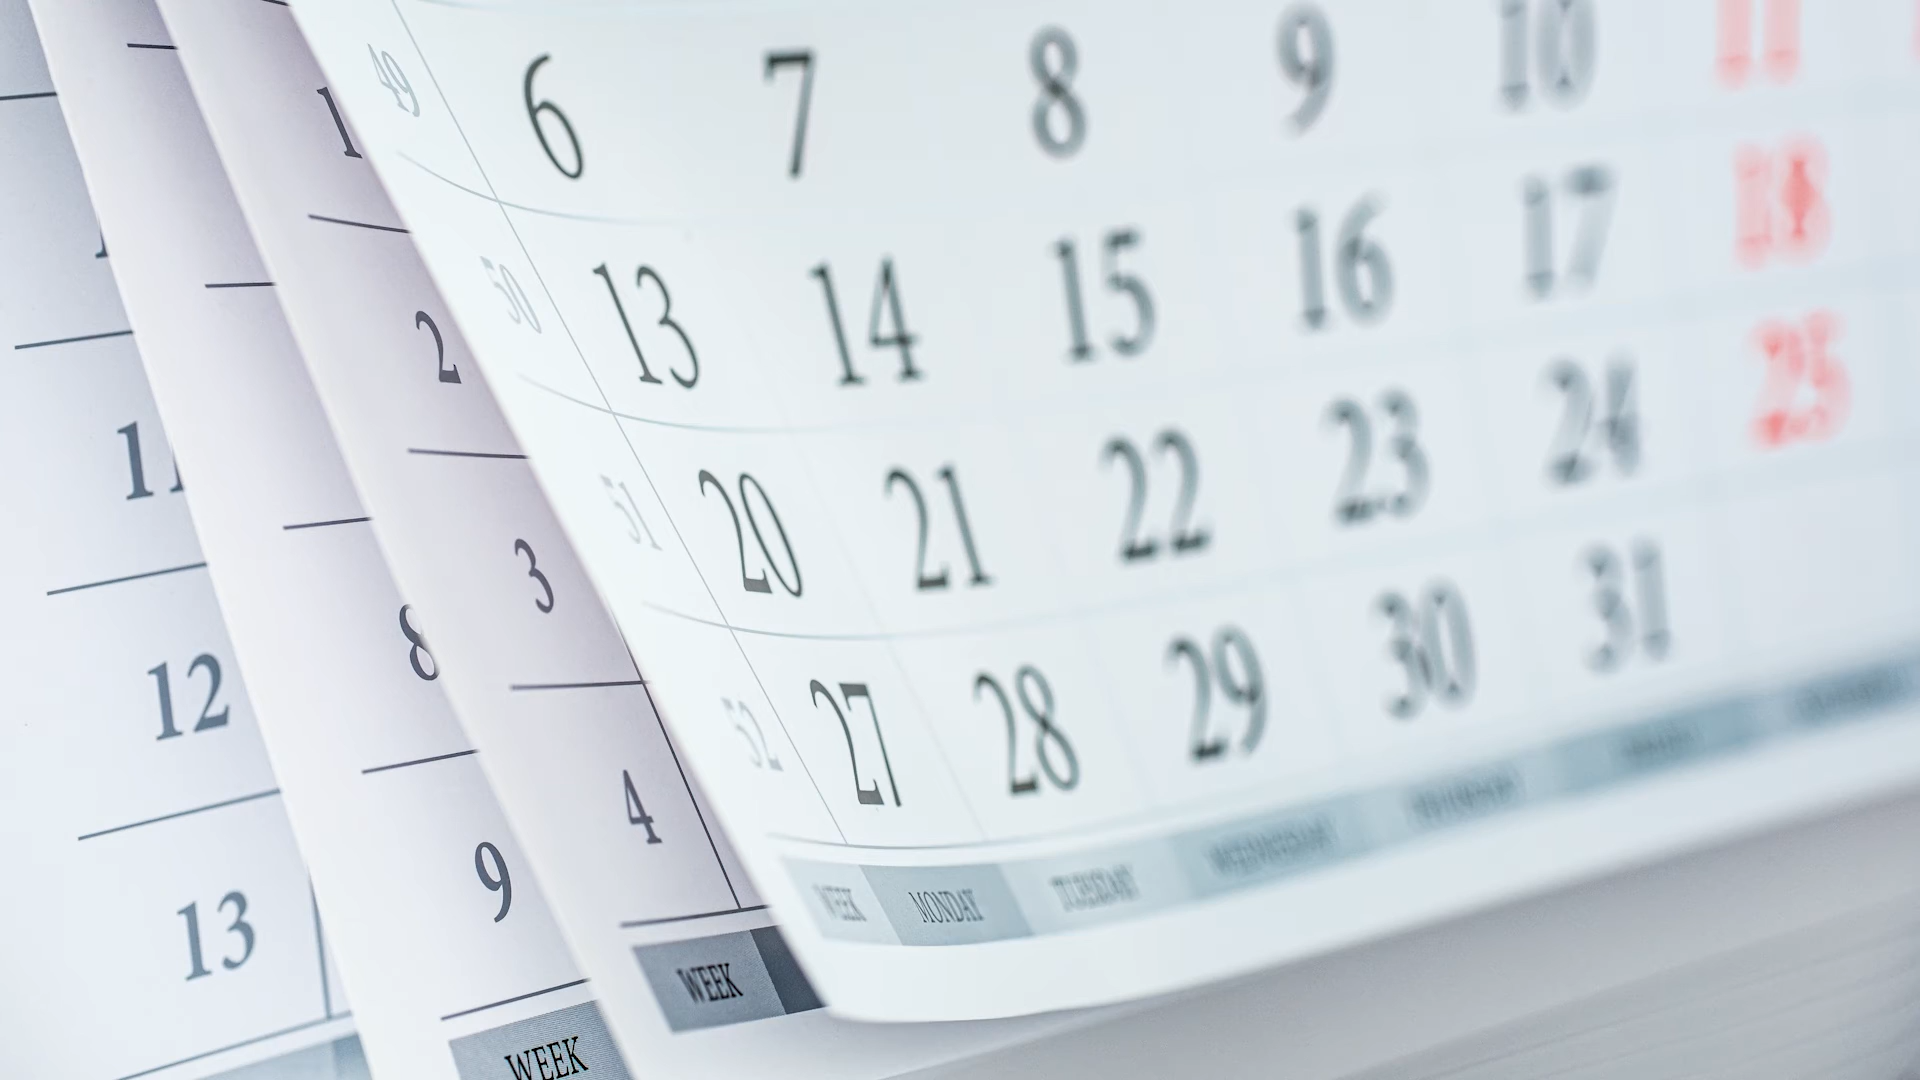 49 6 7 8 9 10 11
50 13 14 15 16 17 18
51 20 21 22 23 24 25
52 27 28 29 30 31
WEEK MONDAY TUESDAY WEDNESDAY THURSDAY
1
2
3
4
WEEK
8
9
WEEK
11
12
13